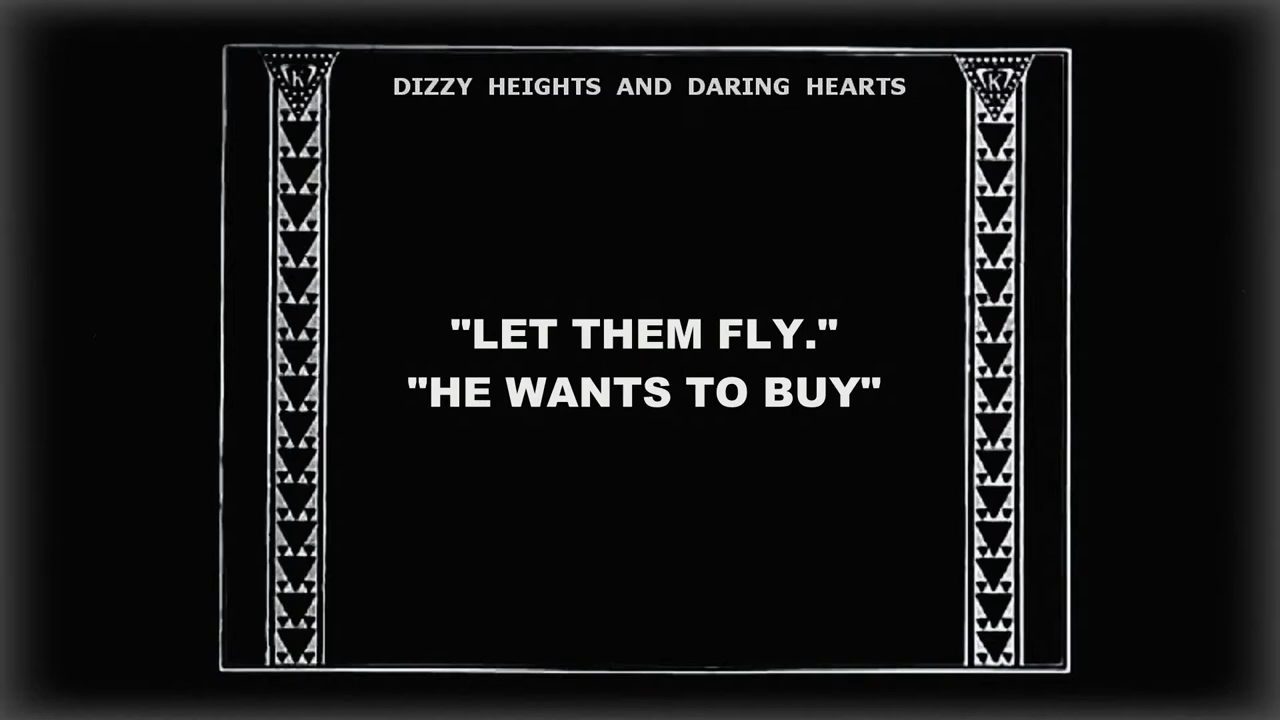 DIZZY HEIGHTS AND DARING HEARTS
K K
"LET THEM FLY."
"HE WANTS TO BUY"